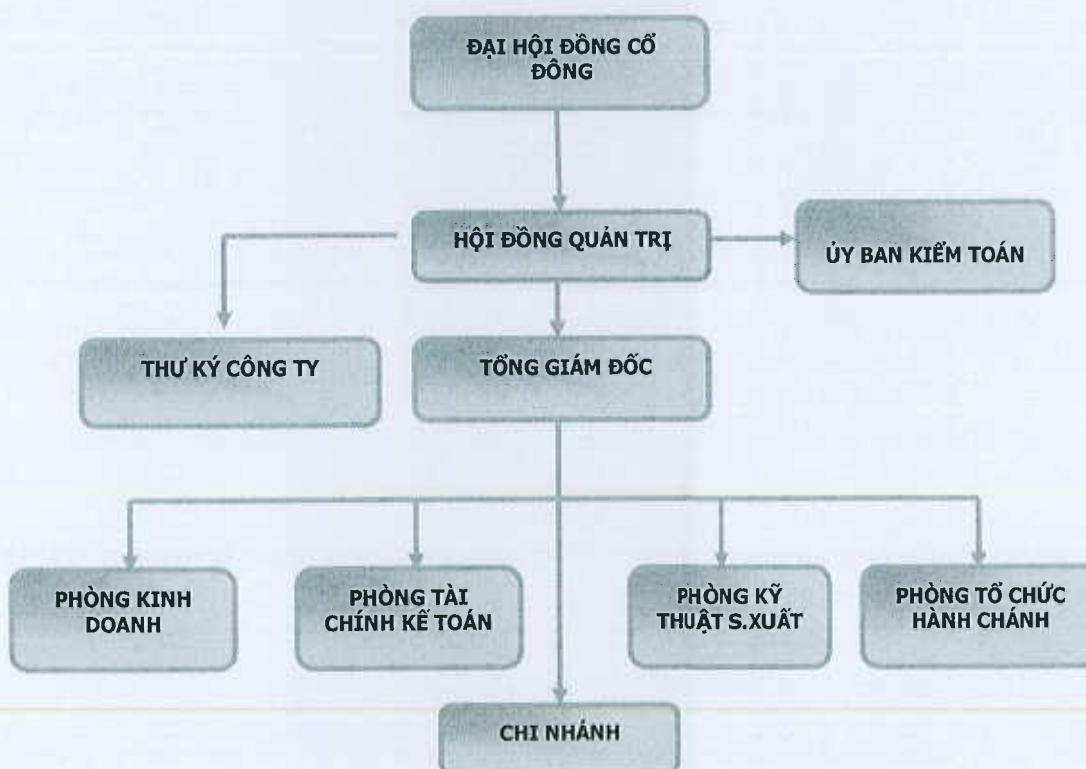 ĐẠI HỘI ĐỒNG CỔ
ĐÔNG
HỘI ĐỒNG QUẢN TRỊ
ỦY BAN KIỂM TOÁN
THƯ KÝ CÔNG TY
TỔNG GIÁM ĐỐC
PHÒNG KINH
DOANH
PHÒNG TÀI
CHÍNH KẾ TOÁN
PHÒNG KỸ
THUẬT S.XUẤT
PHÒNG TỔ CHỨC
HÀNH CHÁNH
CHI NHÁNH